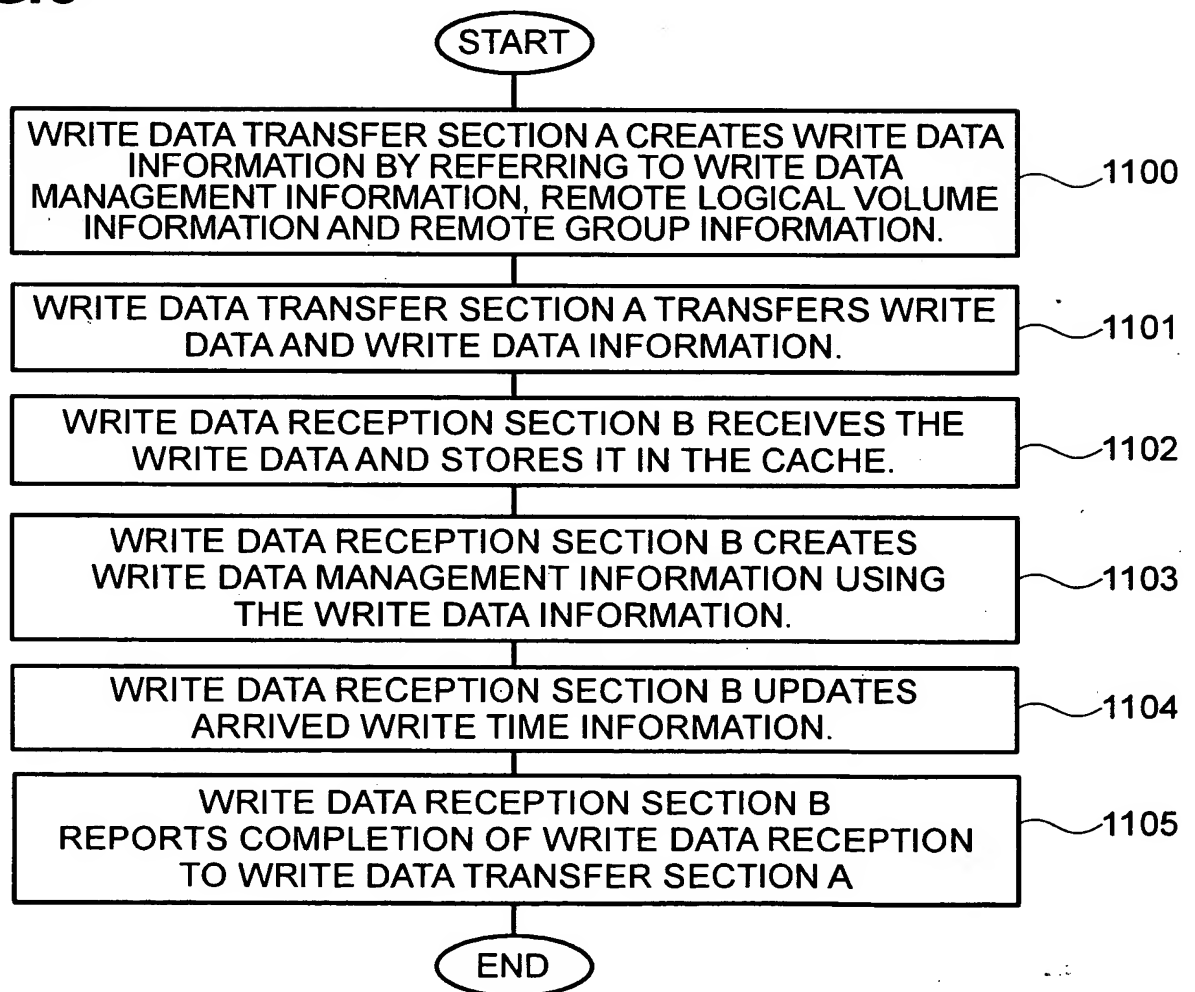 START
WRITE DATA TRANSFER SECTION A CREATES WRITE DATA
INFORMATION BY REFERRING TO WRITE DATA
MANAGEMENT INFORMATION, REMOTE LOGICAL VOLUME
INFORMATION AND REMOTE GROUP INFORMATION.
1100
WRITE DATA TRANSFER SECTION A TRANSFERS WRITE
DATA AND WRITE DATA INFORMATION.
1101
WRITE DATA RECEPTION SECTION B RECEIVES THE
WRITE DATA AND STORES IT IN THE CACHE.
1102
WRITE DATA RECEPTION SECTION B CREATES
WRITE DATA MANAGEMENT INFORMATION USING
THE WRITE DATA INFORMATION.
1103
WRITE DATA RECEPTION SECTION B UPDATES
ARRIVED WRITE TIME INFORMATION.
1104
WRITE DATA RECEPTION SECTION B
REPORTS COMPLETION OF WRITE DATA RECEPTION
TO WRITE DATA TRANSFER SECTION A
1105
END